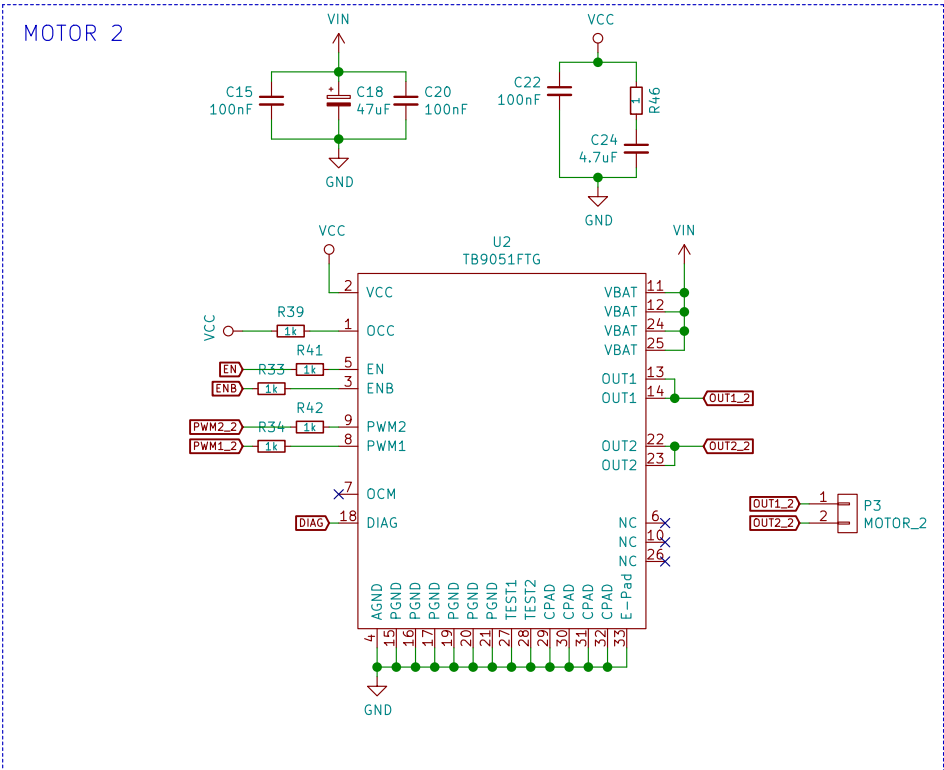 MOTOR 2
VIN
C15
100nF
+
C18
47uF
C20
100nF
GND
VCC
C22
100nF
1
R46
C24
4.7uF
GND
VCC
U2
TB9051FTG
VIN
2 VCC
VCC
R39
1k
1 OCC
R41
EN
1k
5 EN
R33
ENB
1k
3 ENB
R42
PWM2_2
1k
9 PWM2
R34
PWM1_2
1k
8 PWM1
7 OCM
DIAG
18 DIAG
VBAT 11
VBAT 12
VBAT 24
VBAT 25
OUT1 13
OUT1 14
OUT1_2
OUT2 22
OUT2 23
OUT2_2
NC 6
NC 10
NC 26
OUT1_2
1
P3
OUT2_2
2
MOTOR_2
AGND 4
PGND 15
PGND 16
PGND 17
PGND 19
PGND 20
PGND 21
TEST1 27
TEST2 28
CPAD 29
CPAD 30
CPAD 31
CPAD 32
E-Pad 33
GND